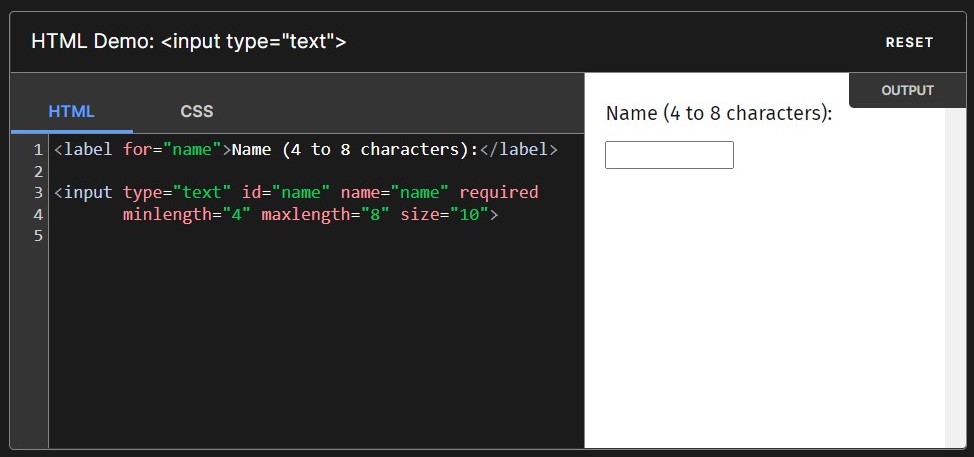 HTML Demo: <input type="text">
RESET
HTML
CSS
1 <label for="name">Name (4 to 8 characters):</label>
2
3 <input type="text" id="name" name="name" required
4        minlength="4" maxlength="8" size="10">
5
OUTPUT
Name (4 to 8 characters):